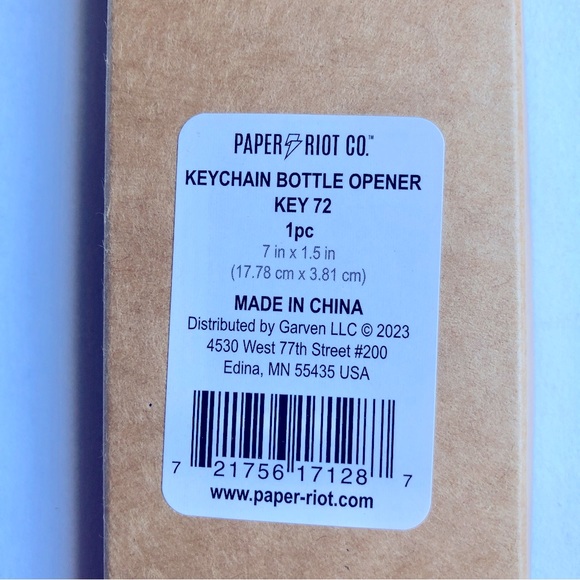 PAPER RIOT CO.™
KEYCHAIN BOTTLE OPENER
KEY 72
1pc
7 in x 1.5 in
(17.78 cm x 3.81 cm)
MADE IN CHINA
Distributed by Garven LLC © 2023
4530 West 77th Street #200
Edina, MN 55435 USA
7 21756 17128 7
www.paper-riot.com